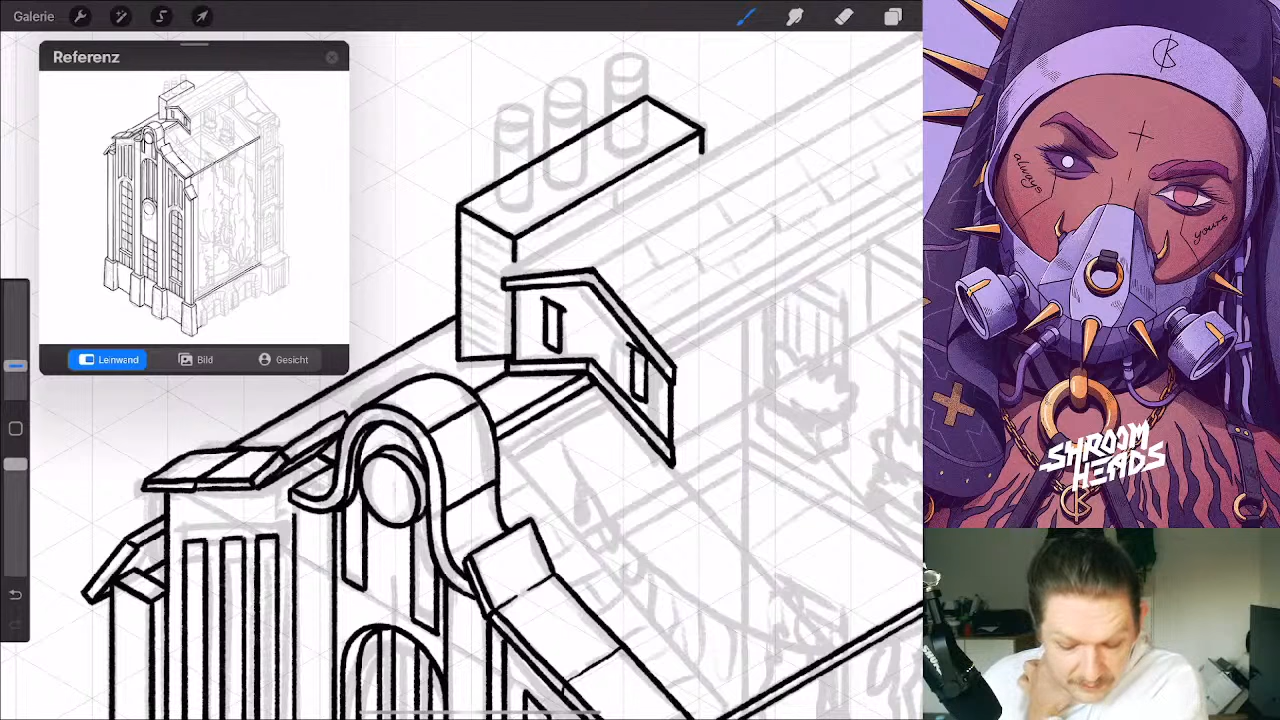 Galerie
Referenz
Leinwand
Bild
Gesicht
always
yours
SHROOM
HEADS